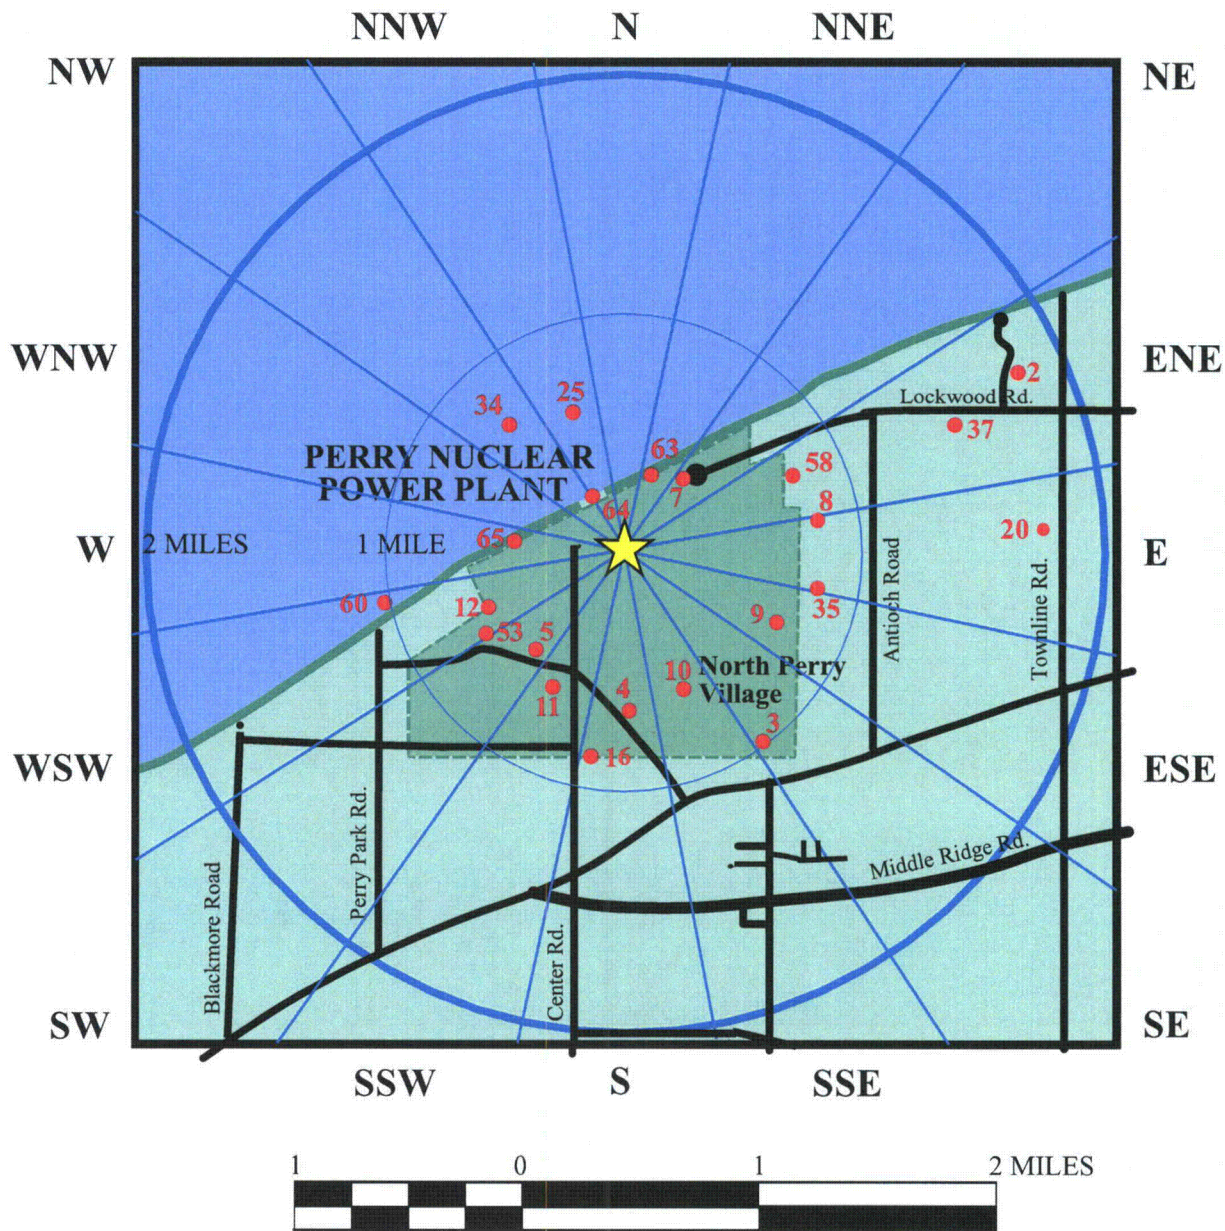 NNW N NNE
NW NE
WNW ENE
2
Lockwood Rd.
25
34
37
63
PERRY NUCLEAR
POWER PLANT
58
7
64
8
65
20
W 2 MILES 1 MILE E
60
12
35
53
5
9
Antioch Road
Townline Rd.
10
North Perry
Village
11
4
3
16
WSW ESE
Perry Park Rd.
Middle Ridge Rd.
Blackmore Road
Center Rd.
SW SE
SSW S SSE
1 0 1 2 MILES